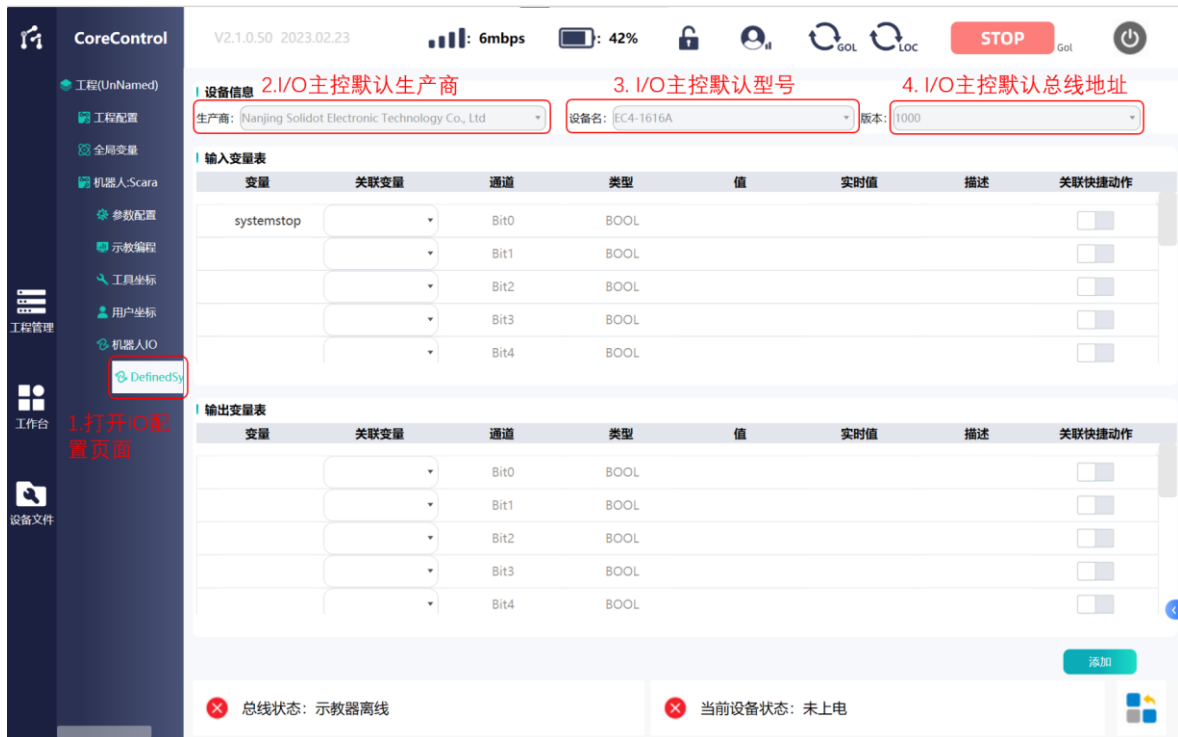 CoreControl
V2.1.0.50 2023.02.23
: 6mbps
: 42%
GOL
LOC
STOP
Gol
工程(UnNamed)
工程配置
全局变量
机器人:Scara
参数配置
示教编程
工具坐标
用户坐标
机器人IO
DefinedSy
1.打开IO配
置页面
工程管理
工作台
设备文件
设备信息
2.I/O主控默认生产商
3. I/O主控默认型号
4. I/O主控默认总线地址
生产商: Nanjing Solidot Electronic Technology Co., Ltd
设备名: EC4-1616A
版本: 1000
输入变量表
变量 关联变量 通道 类型 值 实时值 描述 关联快捷动作
systemstop Bit0 BOOL
Bit1 BOOL
Bit2 BOOL
Bit3 BOOL
Bit4 BOOL
输出变量表
变量 关联变量 通道 类型 值 实时值 描述 关联快捷动作
Bit0 BOOL
Bit1 BOOL
Bit2 BOOL
Bit3 BOOL
Bit4 BOOL
添加
总线状态: 示教器离线
当前设备状态: 未上电